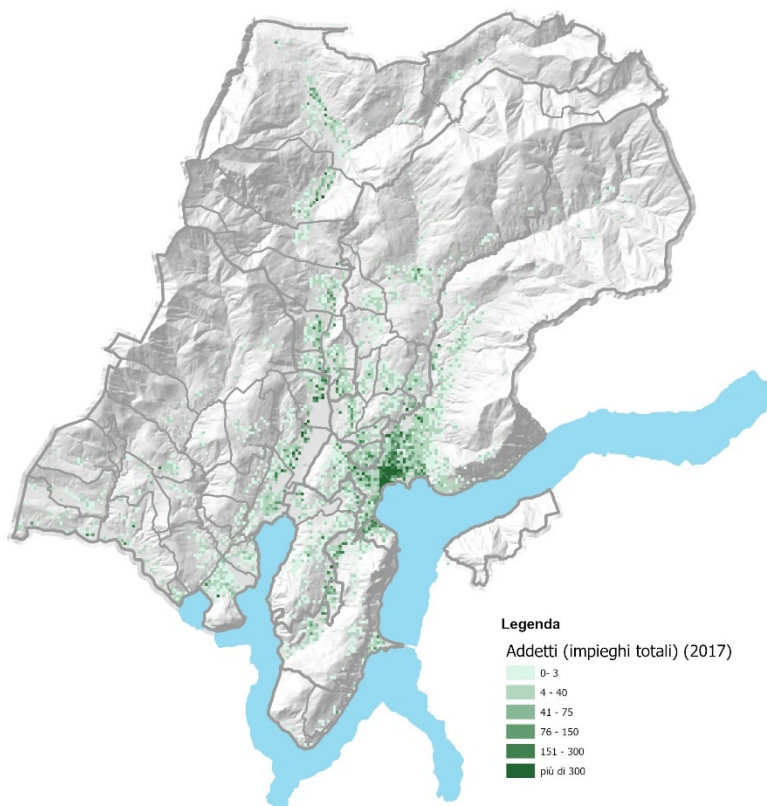 Legenda
Addetti (impieghi totali) (2017)
0- 3
4 - 40
41 - 75
76 - 150
151 - 300
più di 300